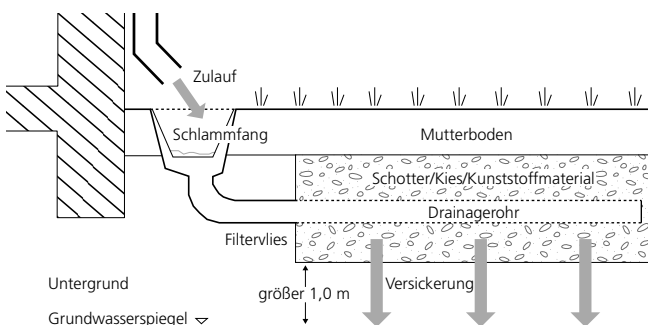 Zulauf
Schlammfang
Mutterboden
Schotter/Kies/Kunststoffmaterial
Drainagerohr
Filtervlies
Untergrund
Versickerung
größer 1,0 m
Grundwasserspiegel